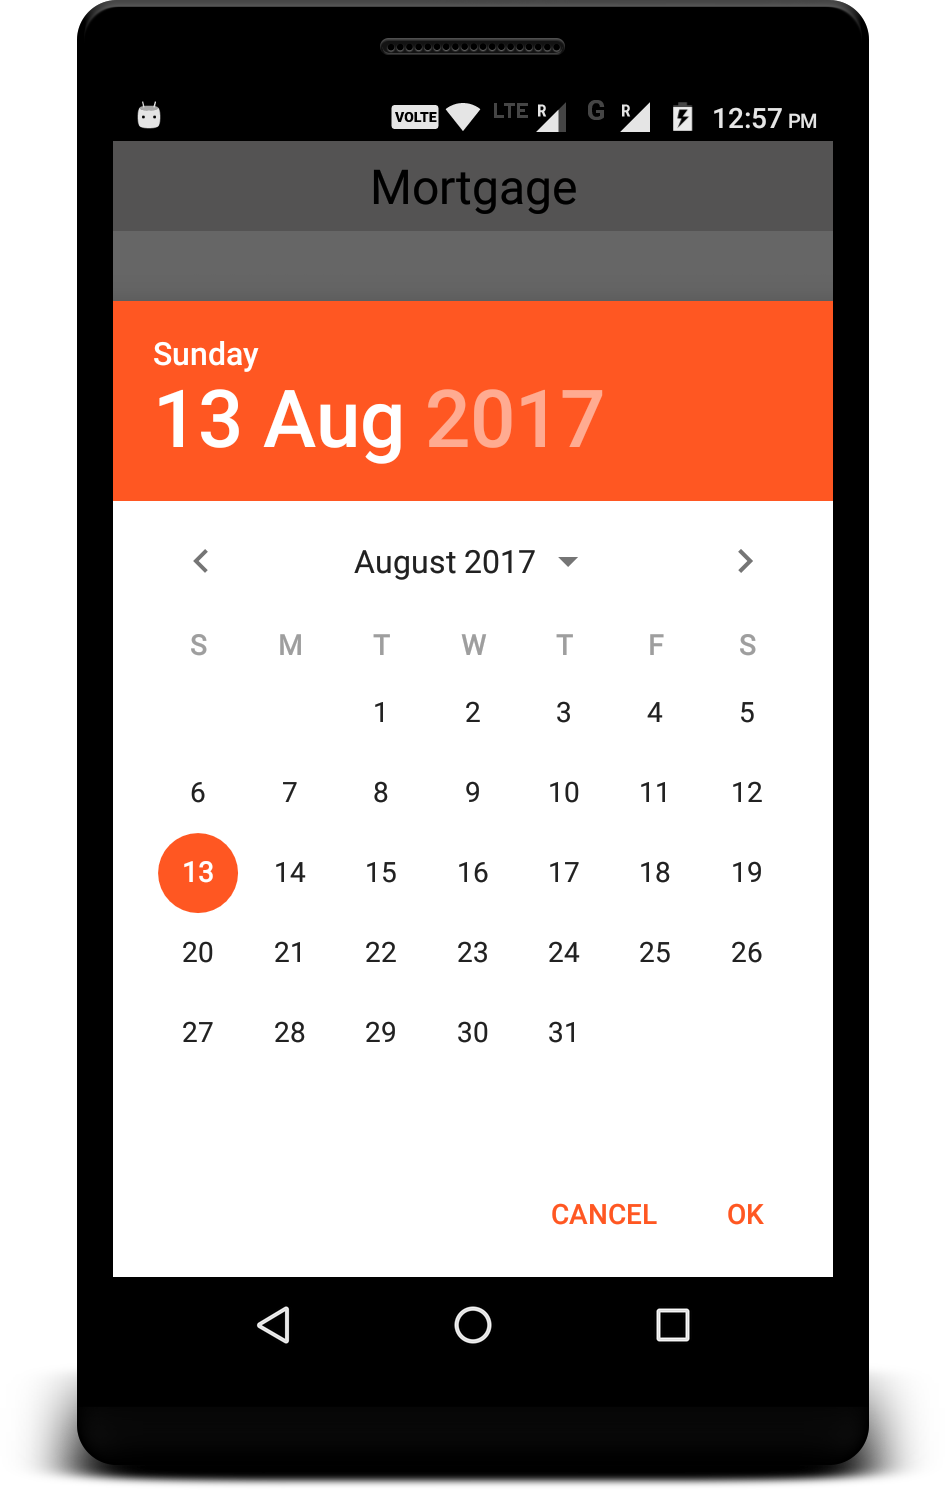 VOLTE LTE R G R 12:57 PM
Mortgage
Sunday
13 Aug 2017
August 2017
S M T W T F S
1 2 3 4 5
6 7 8 9 10 11 12
13 14 15 16 17 18 19
20 21 22 23 24 25 26
27 28 29 30 31
CANCEL OK